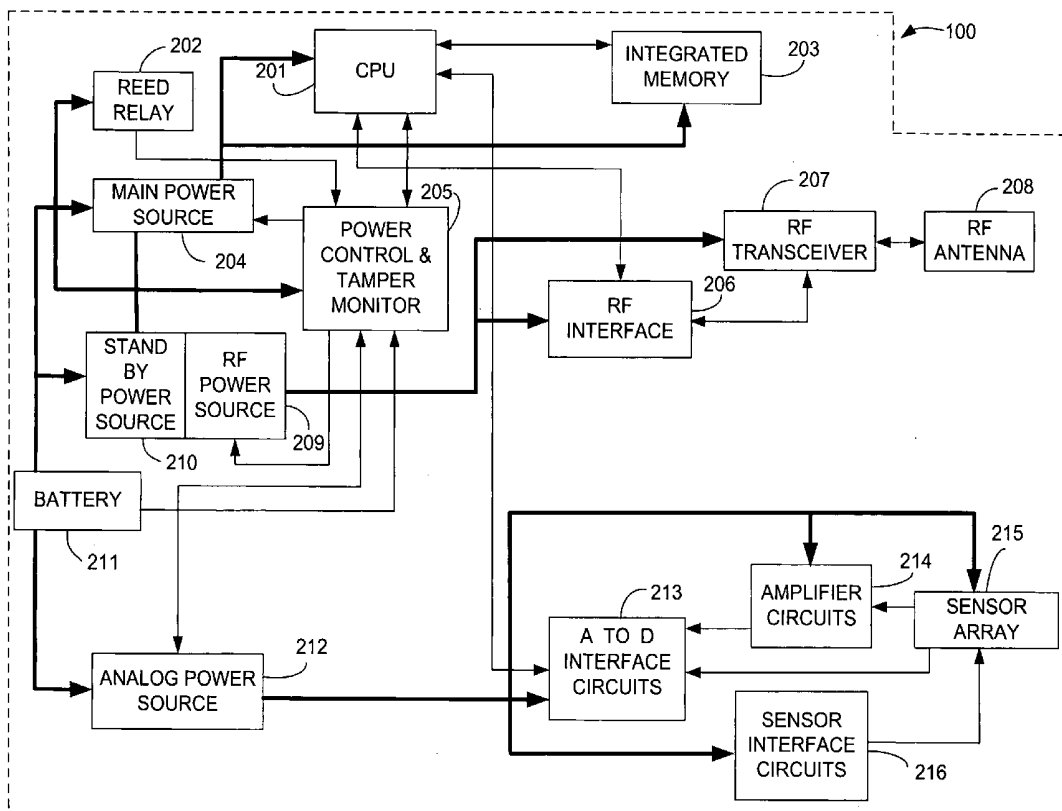 100
202
REED
RELAY
201
CPU
INTEGRATED
MEMORY
203
MAIN POWER
SOURCE
204
205
POWER
CONTROL &
TAMPER
MONITOR
207
RF
TRANSCEIVER
208
RF
ANTENNA
206
RF
INTERFACE
STAND
BY
POWER
SOURCE
210
RF
POWER
SOURCE
209
BATTERY
211
ANALOG POWER
SOURCE
212
213
A TO D
INTERFACE
CIRCUITS
214
AMPLIFIER
CIRCUITS
215
SENSOR
ARRAY
SENSOR
INTERFACE
CIRCUITS
216